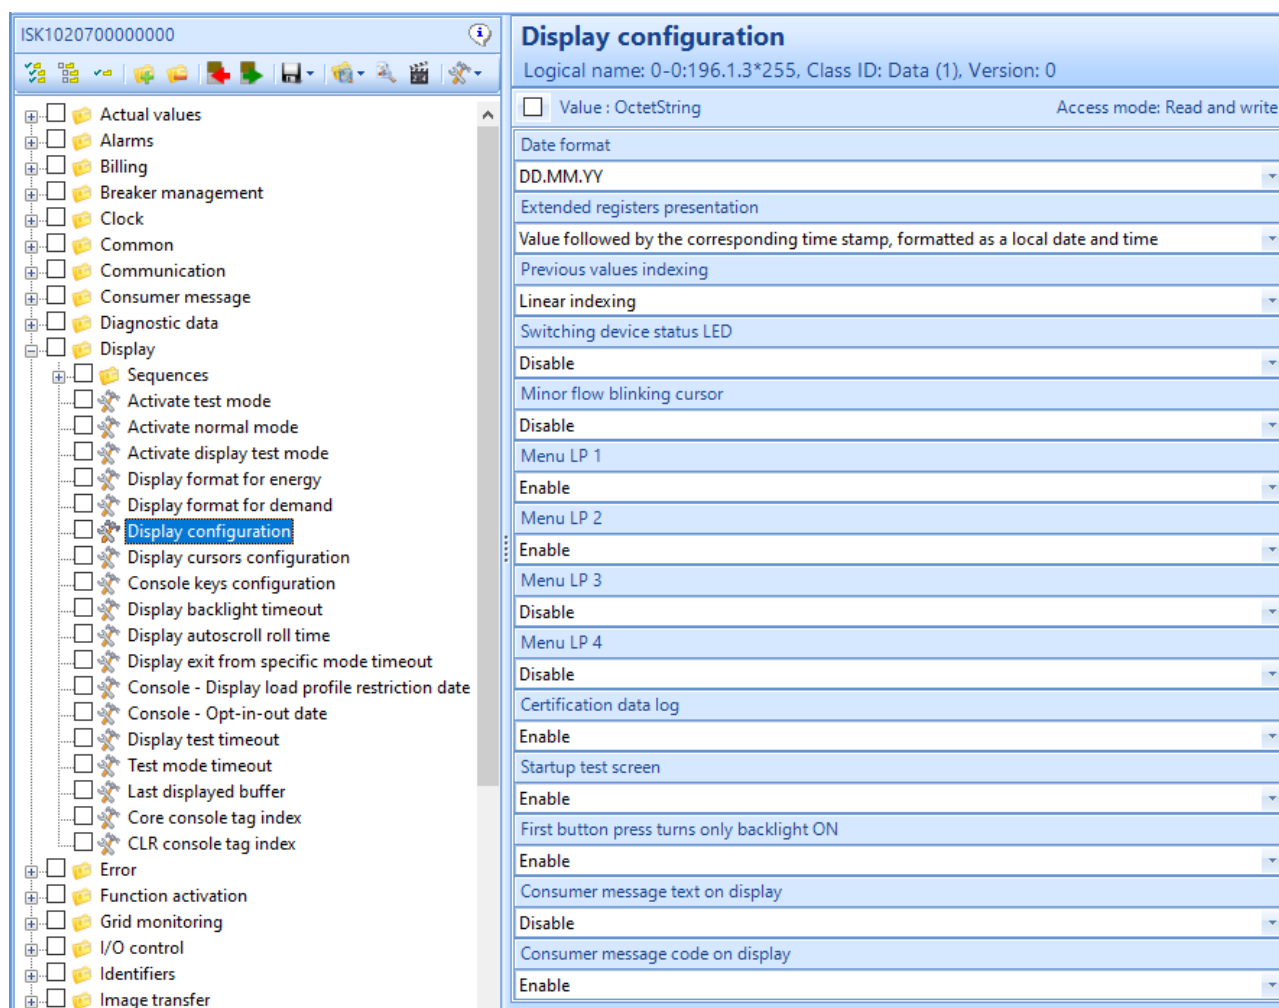 ISK1020700000000
Actual values
Alarms
Billing
Breaker management
Clock
Common
Communication
Consumer message
Diagnostic data
Display
Sequences
Activate test mode
Activate normal mode
Activate display test mode
Display format for energy
Display format for demand
Display configuration
Display cursors configuration
Console keys configuration
Display backlight timeout
Display autoscroll roll time
Display exit from specific mode timeout
Console - Display load profile restriction date
Console - Opt-in-out date
Display test timeout
Test mode timeout
Last displayed buffer
Core console tag index
CLR console tag index
Error
Function activation
Grid monitoring
I/O control
Identifiers
Image transfer
Display configuration
Logical name: 0-0:196.1.3*255, Class ID: Data (1), Version: 0
Value : OctetString Access mode: Read and write
Date format
DD.MM.YY
Extended registers presentation
Value followed by the corresponding time stamp, formatted as a local date and time
Previous values indexing
Linear indexing
Switching device status LED
Disable
Minor flow blinking cursor
Disable
Menu LP 1
Enable
Menu LP 2
Enable
Menu LP 3
Disable
Menu LP 4
Disable
Certification data log
Enable
Startup test screen
Enable
First button press turns only backlight ON
Enable
Consumer message text on display
Disable
Consumer message code on display
Enable